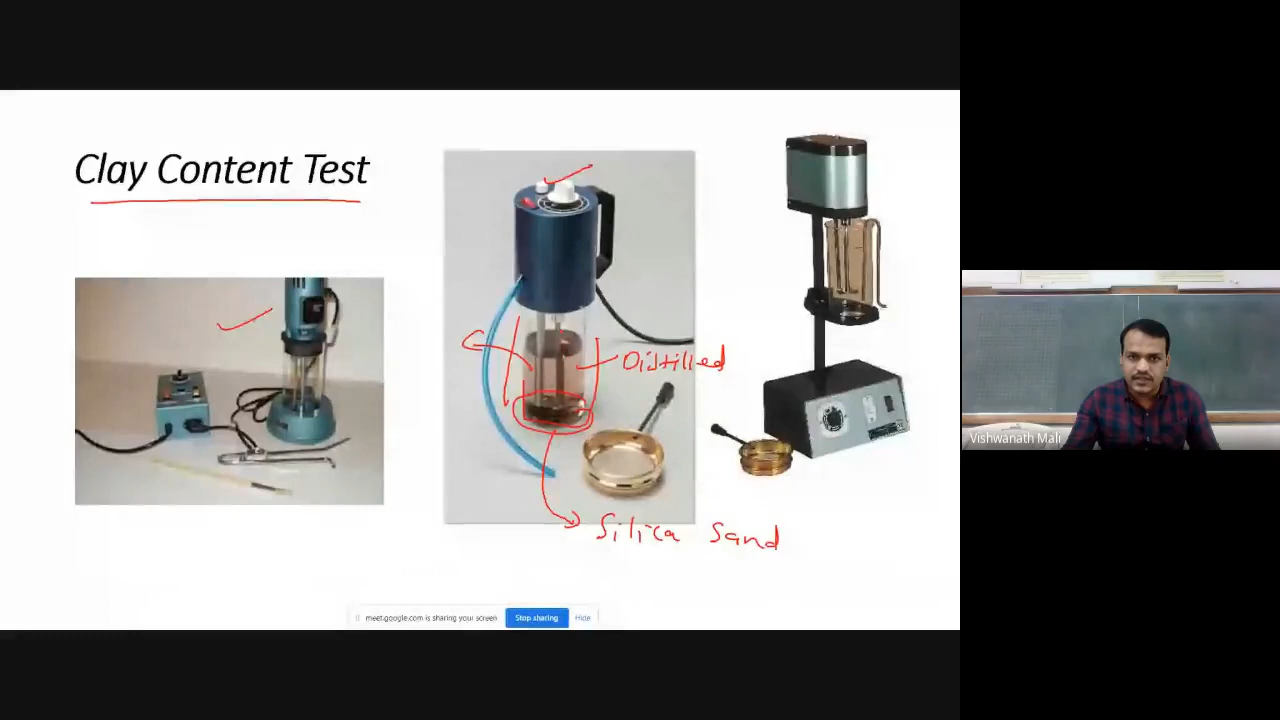 Clay Content Test
Distilled
Silica Sand
meet.google.com is sharing your screen
Stop sharing
Hide
Vishwanath Mali